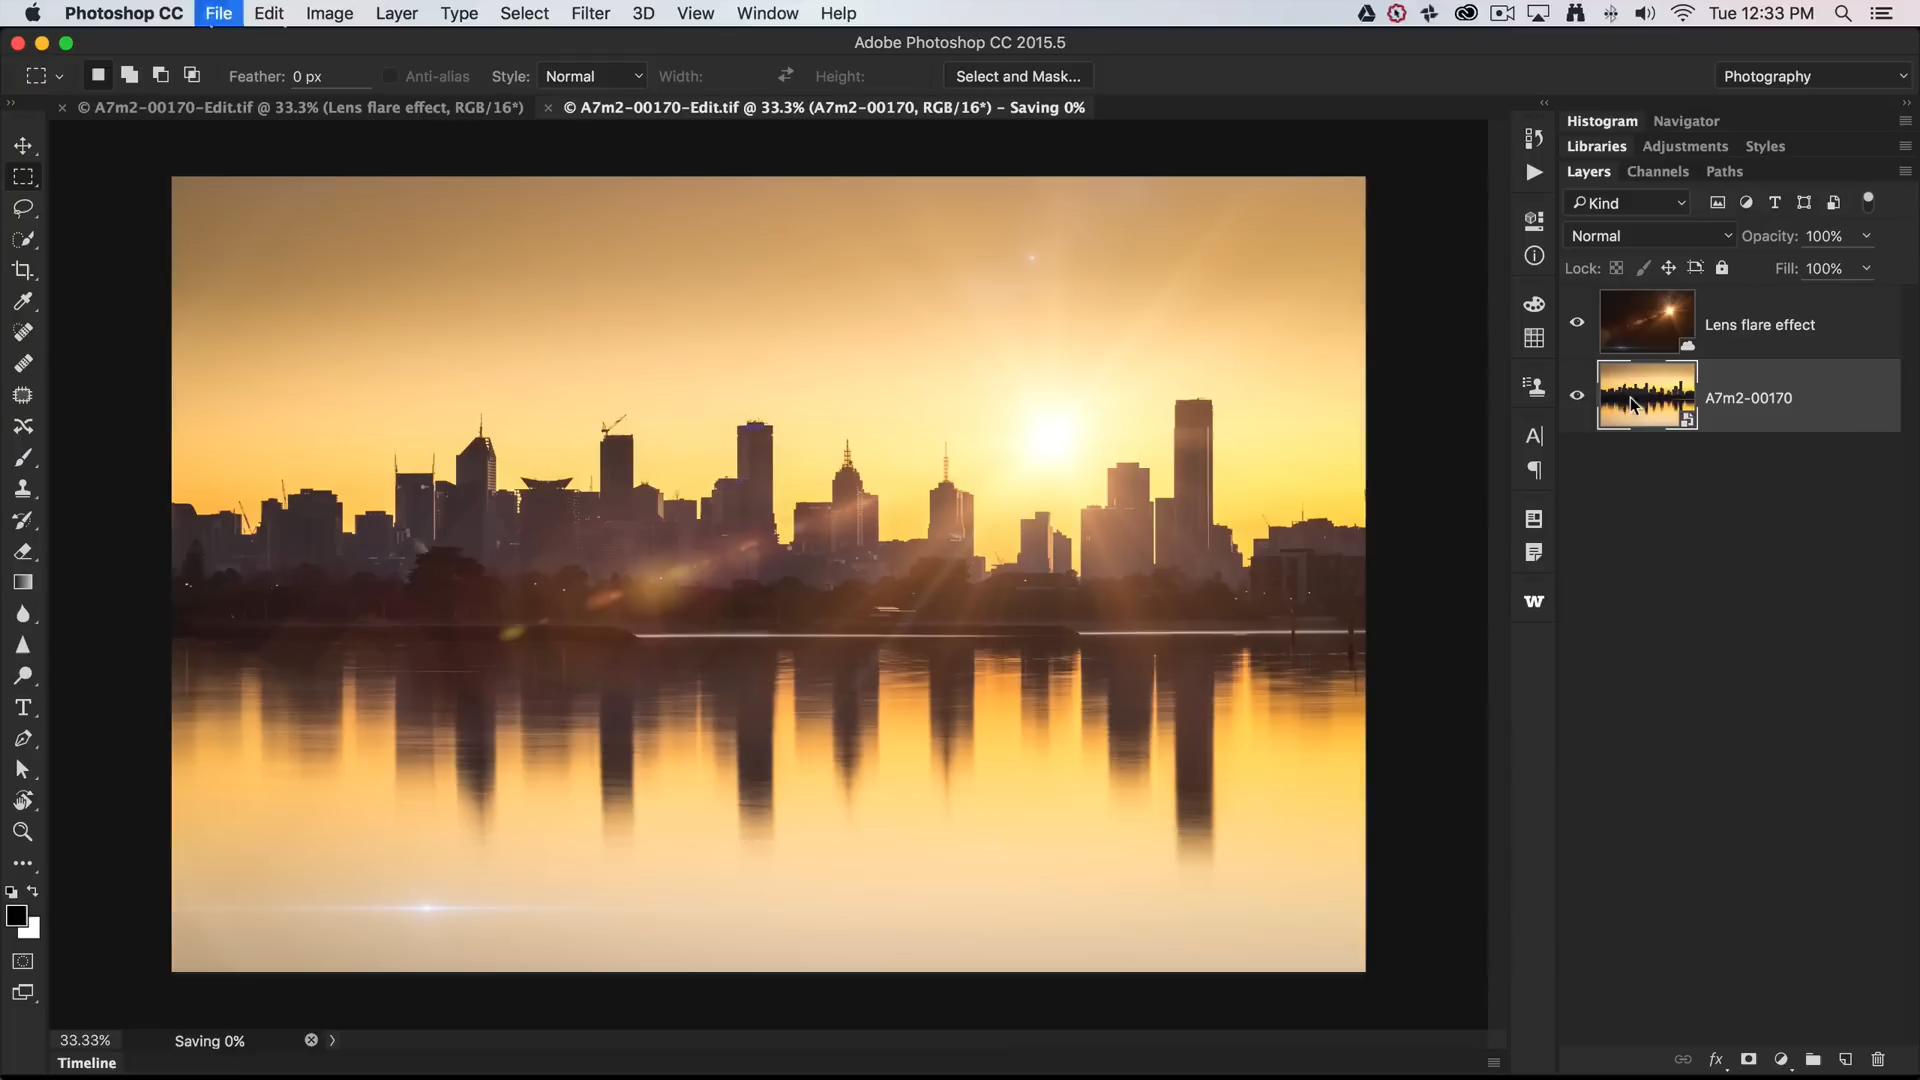 Photoshop CC File Edit Image Layer Type Select Filter 3D View Window Help Tue 12:33 PM
Adobe Photoshop CC 2015.5
Feather: 0 px Anti-alias Style: Normal Width: Height: Select and Mask... Photography
© A7m2-00170-Edit.tif @ 33.3% (Lens flare effect, RGB/16*) © A7m2-00170-Edit.tif @ 33.3% (A7m2-00170, RGB/16*) – Saving 0%
Histogram Navigator
Libraries Adjustments Styles
Layers Channels Paths
Kind
Normal Opacity: 100%
Lock: Fill: 100%
Lens flare effect
A7m2-00170
33.33% Saving 0%
Timeline